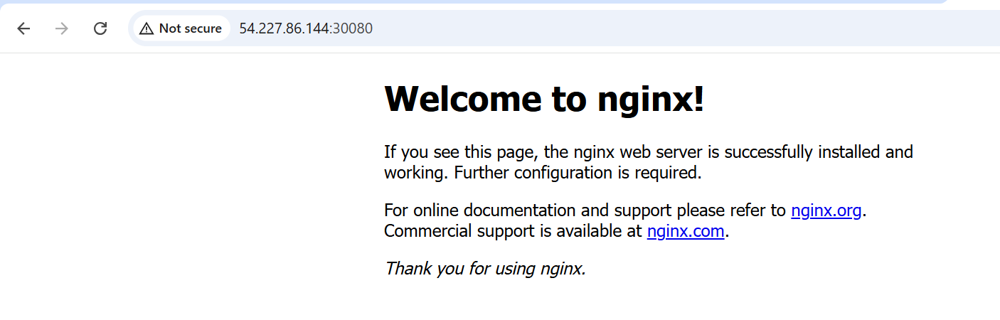 Not secure 54.227.86.144:30080
Welcome to nginx!
If you see this page, the nginx web server is successfully installed and
working. Further configuration is required.
For online documentation and support please refer to nginx.org.
Commercial support is available at nginx.com.
Thank you for using nginx.